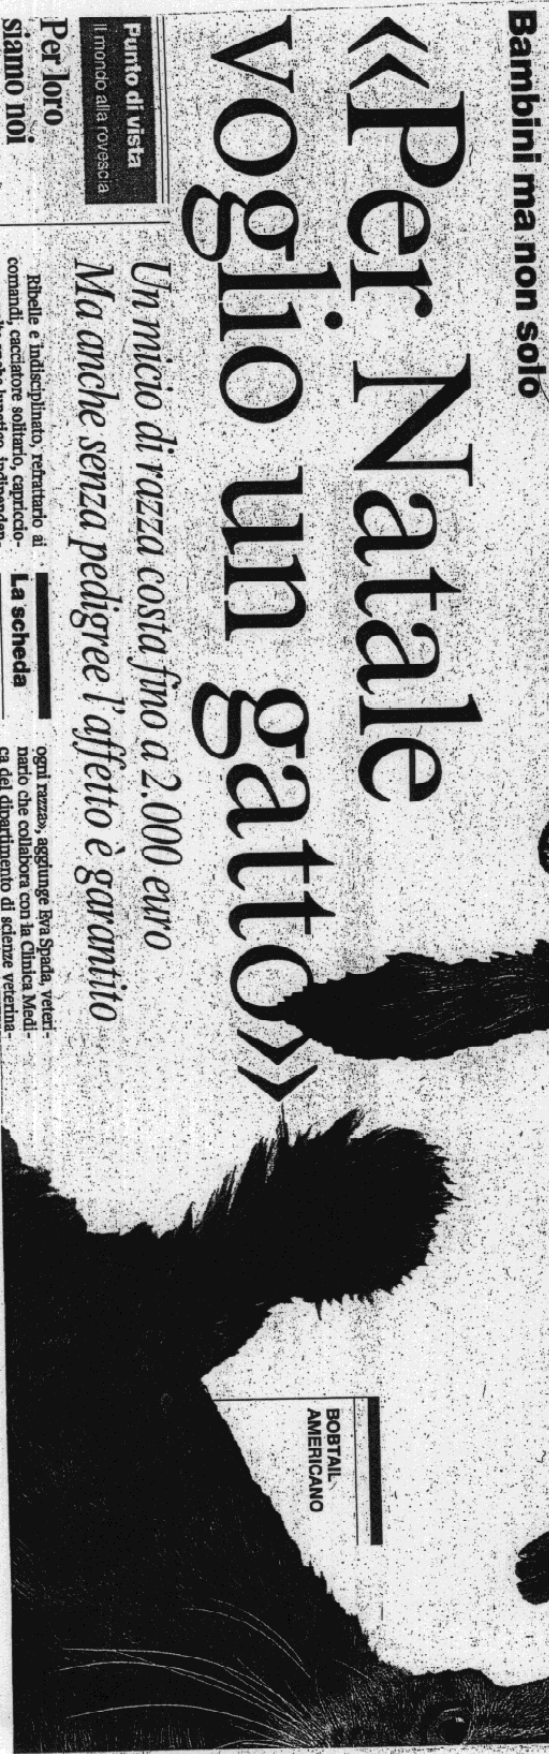 Bambini ma non solo
«Per Natale
voglio un gatto»
Un micio di razza costa fino a 2.000 euro
Ma anche senza pedigree l'affetto è garantito
Punto di vista
Il mondo alla rovescia
Per loro
siamo noi
Ribelle e indisciplinato, refrattario ai
comandi, cacciatore solitario, capriccio-
La scheda
ogni razza», aggiunge Eva Spada, veteri-
nario che collabora con la Clinica Medi-
ca del dipartimento di scienze veterina-
BOBTAIL
AMERICANO